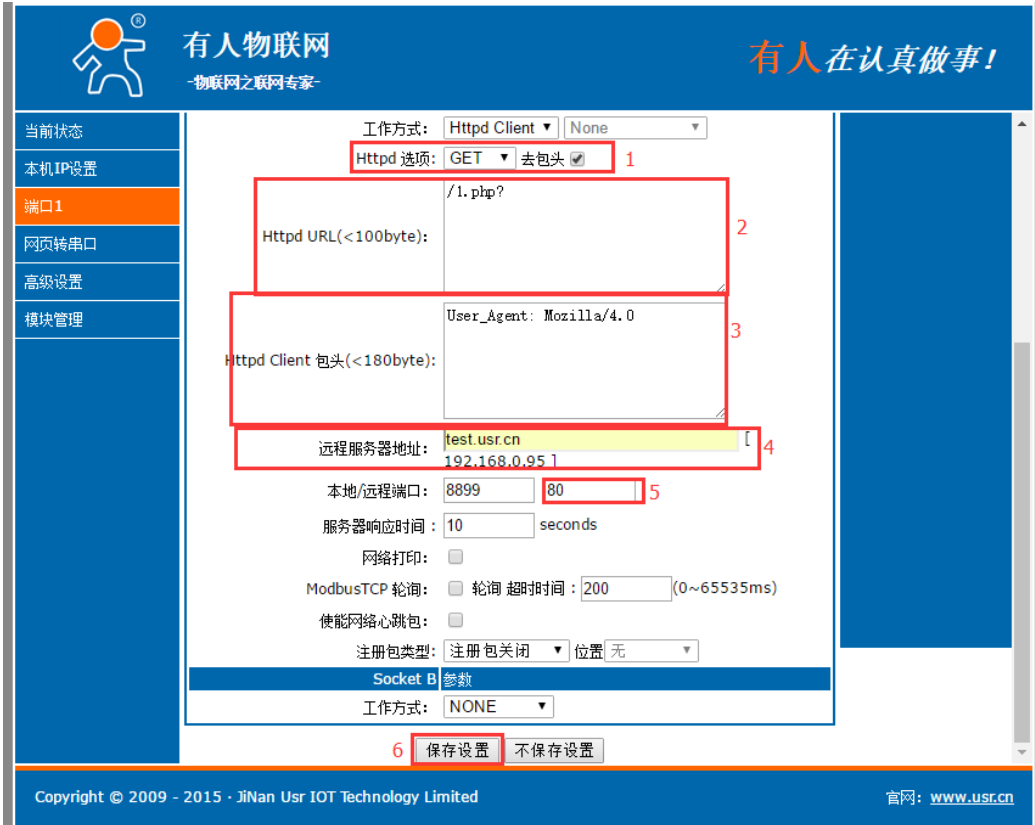 ®
有人物联网
-物联网之联网专家-
有人在认真做事!
当前状态
本机IP设置
端口1
网页转串口
高级设置
模块管理
工作方式: Httpd Client None
Httpd 选项: GET 去包头 1
/1.php?
Httpd URL(<100byte): 2
User_Agent: Mozilla/4.0
3
Httpd Client 包头(<180byte):
远程服务器地址: test.usr.cn [
192.168.0.95 ] 4
本地/远程端口: 8899 80 5
服务器响应时间 : 10 seconds
网络打印:
ModbusTCP 轮询: 轮询 超时时间 : 200 (0~65535ms)
使能网络心跳包:
注册包类型: 注册包关闭 位置 无
Socket B 参数
工作方式: NONE
6 保存设置 不保存设置
Copyright © 2009 - 2015 · JiNan Usr IOT Technology Limited 官网: www.usr.cn